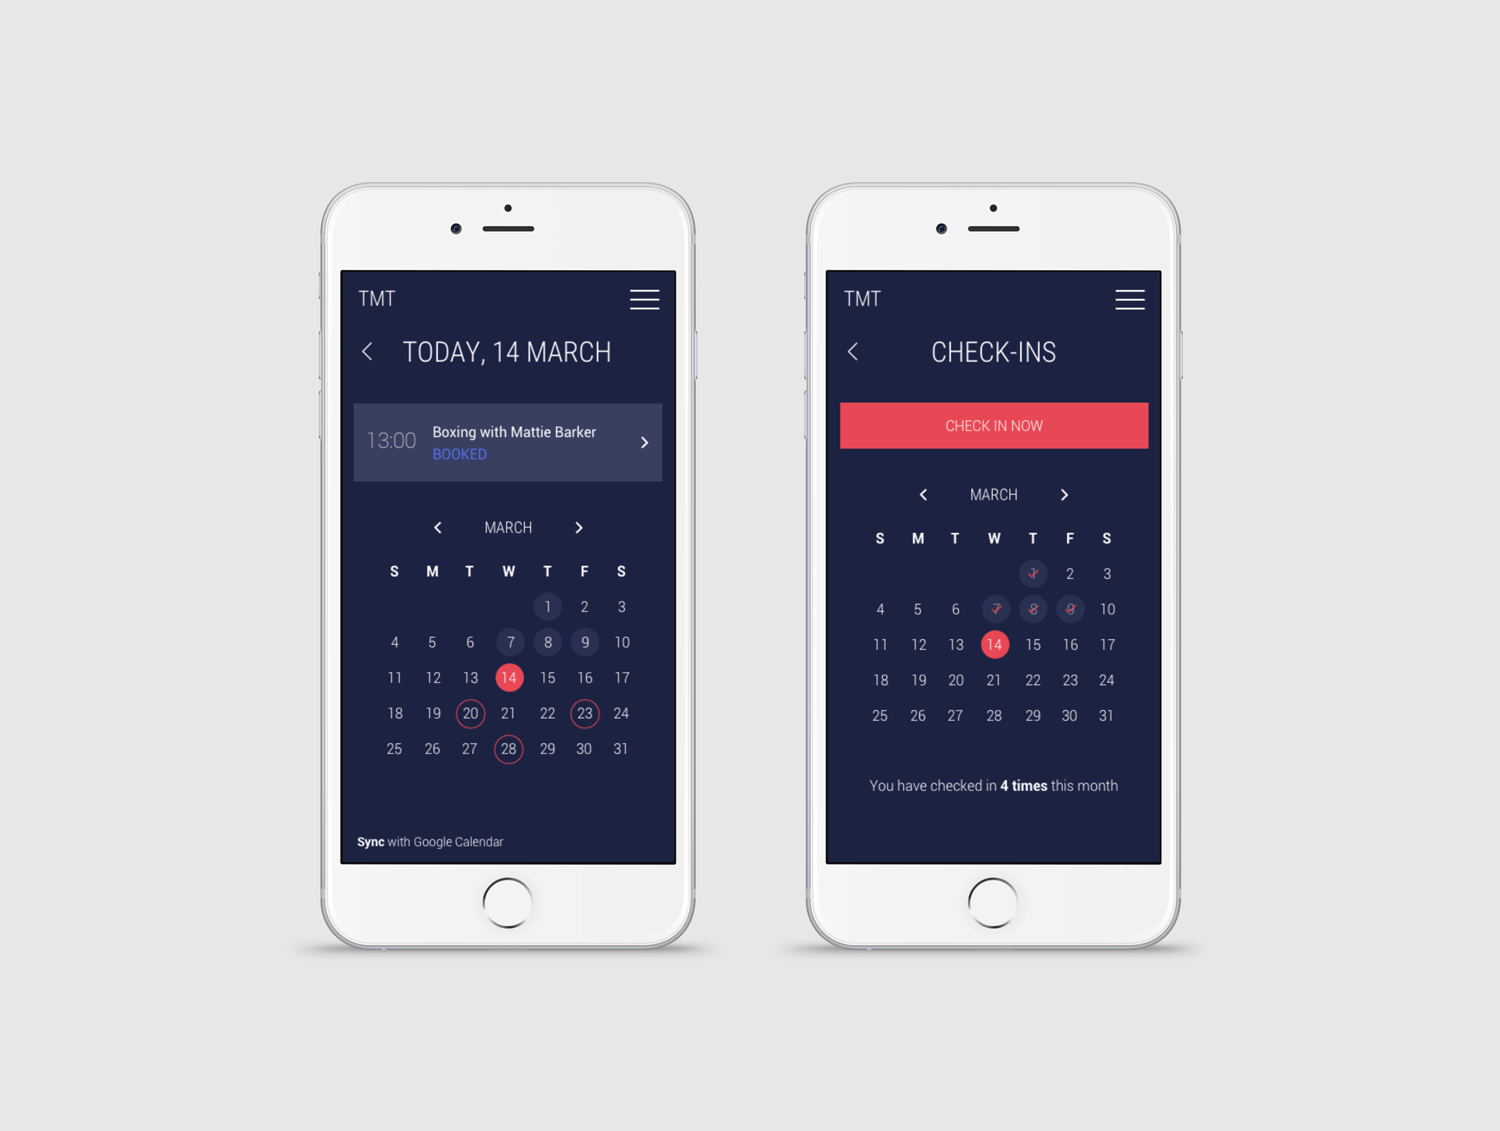 TMT
TODAY, 14 MARCH
13:00
Boxing with Mattie Barker
BOOKED
MARCH
S M T W T F S
1 2 3
4 5 6 7 8 9 10
11 12 13 14 15 16 17
18 19 20 21 22 23 24
25 26 27 28 29 30 31
Sync with Google Calendar
TMT
CHECK-INS
CHECK IN NOW
MARCH
S M T W T F S
1 2 3
4 5 6 7 8 9 10
11 12 13 14 15 16 17
18 19 20 21 22 23 24
25 26 27 28 29 30 31
You have checked in 4 times this month